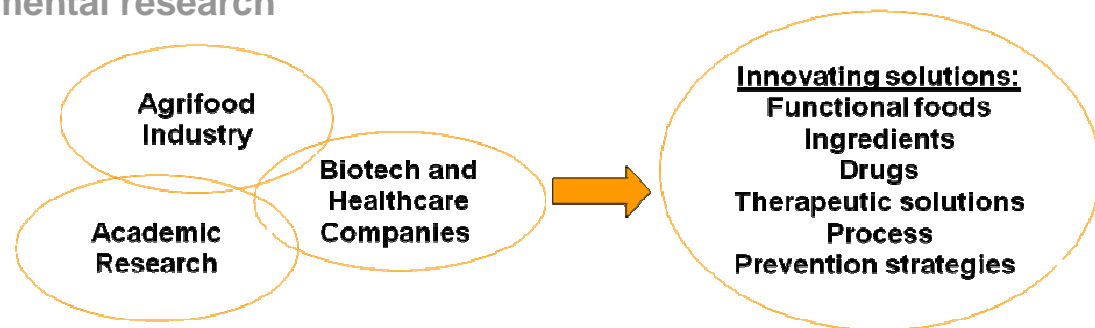 mental research
Agrifood
Industry
Biotech and
Healthcare
Companies
Academic
Research
Innovating solutions:
Functional foods
Ingredients
Drugs
Therapeutic solutions
Process
Prevention strategies